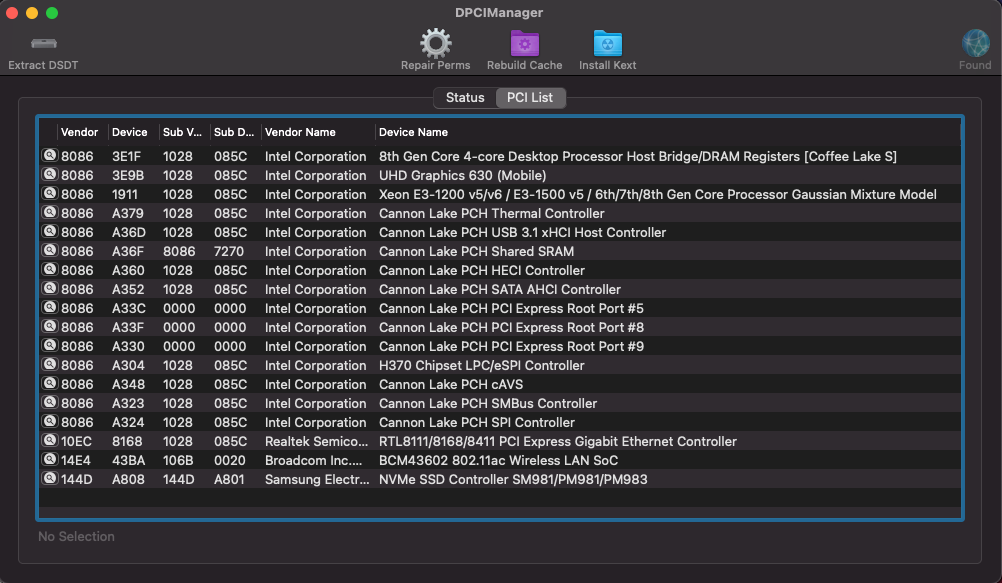 DPCIManager
Extract DSDT
Repair Perms
Rebuild Cache
Install Kext
Found
Status PCI List
Vendor Device Sub V... Sub D... Vendor Name Device Name
8086 3E1F 1028 085C Intel Corporation 8th Gen Core 4-core Desktop Processor Host Bridge/DRAM Registers [Coffee Lake S]
8086 3E9B 1028 085C Intel Corporation UHD Graphics 630 (Mobile)
8086 1911 1028 085C Intel Corporation Xeon E3-1200 v5/v6 / E3-1500 v5 / 6th/7th/8th Gen Core Processor Gaussian Mixture Model
8086 A379 1028 085C Intel Corporation Cannon Lake PCH Thermal Controller
8086 A36D 1028 085C Intel Corporation Cannon Lake PCH USB 3.1 xHCI Host Controller
8086 A36F 8086 7270 Intel Corporation Cannon Lake PCH Shared SRAM
8086 A360 1028 085C Intel Corporation Cannon Lake PCH HECI Controller
8086 A352 1028 085C Intel Corporation Cannon Lake PCH SATA AHCI Controller
8086 A33C 0000 0000 Intel Corporation Cannon Lake PCH PCI Express Root Port #5
8086 A33F 0000 0000 Intel Corporation Cannon Lake PCH PCI Express Root Port #8
8086 A330 0000 0000 Intel Corporation Cannon Lake PCH PCI Express Root Port #9
8086 A304 1028 085C Intel Corporation H370 Chipset LPC/eSPI Controller
8086 A348 1028 085C Intel Corporation Cannon Lake PCH cAVS
8086 A323 1028 085C Intel Corporation Cannon Lake PCH SMBus Controller
8086 A324 1028 085C Intel Corporation Cannon Lake PCH SPI Controller
10EC 8168 1028 085C Realtek Semico... RTL8111/8168/8411 PCI Express Gigabit Ethernet Controller
14E4 43BA 106B 0020 Broadcom Inc.... BCM43602 802.11ac Wireless LAN SoC
144D A808 144D A801 Samsung Electr... NVMe SSD Controller SM981/PM981/PM983
No Selection